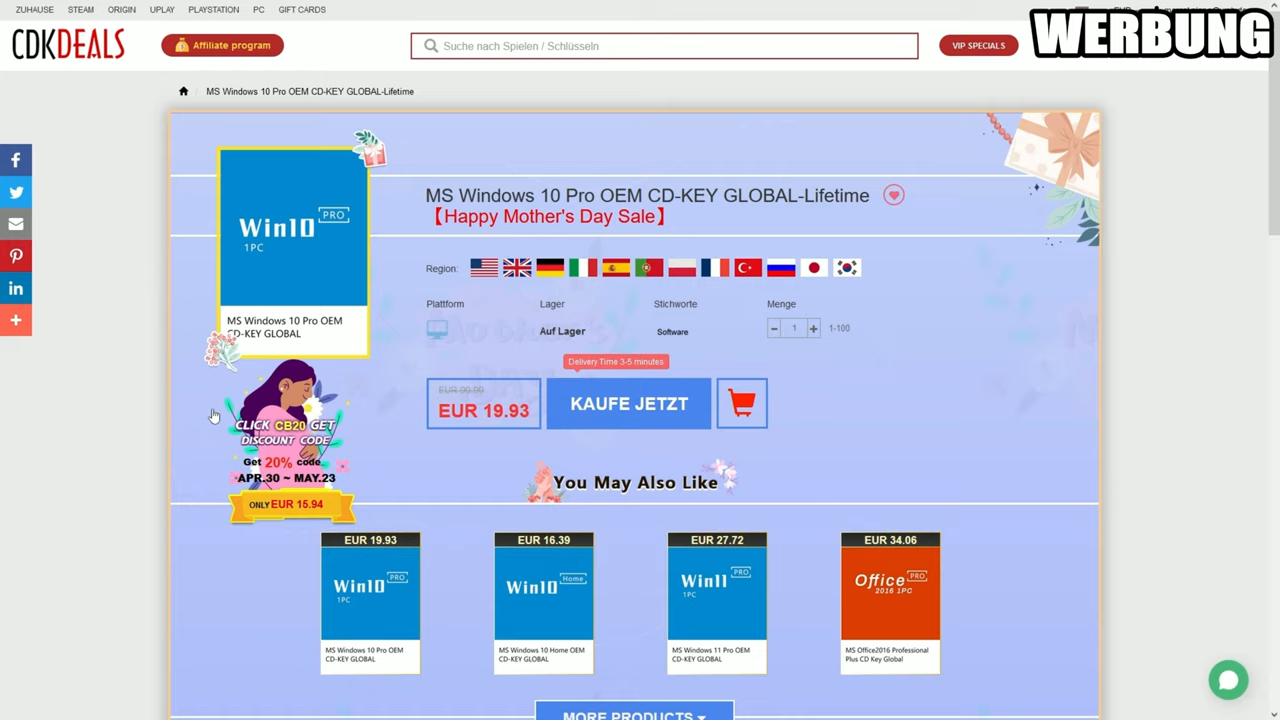 ZUHAUSE STEAM ORIGIN UPLAY PLAYSTATION PC GIFT CARDS
WERBUNG
CDKDEALS
Affiliate program
Suche nach Spielen / Schlüsseln
VIP SPECIALS
MS Windows 10 Pro OEM CD-KEY GLOBAL-Lifetime
Win10 PRO
1PC
MS Windows 10 Pro OEM
CD-KEY GLOBAL
MS Windows 10 Pro OEM CD-KEY GLOBAL-Lifetime
【Happy Mother's Day Sale】
Region:
Plattform Lager Stichworte Menge
Auf Lager Software - 1 + 1-100
Delivery Time 3-5 minutes
EUR 19.93
KAUFE JETZT
CLICK CB20 GET
DISCOUNT CODE
Get 20% code
APR.30 ~ MAY.23
ONLY EUR 15.94
You May Also Like
EUR 19.93
Win10 PRO
1PC
MS Windows 10 Pro OEM
CD-KEY GLOBAL
EUR 16.39
Win10 Home
MS Windows 10 Home OEM
CD-KEY GLOBAL
EUR 27.72
Win11 PRO
1PC
MS Windows 11 Pro OEM
CD-KEY GLOBAL
EUR 34.06
Office PRO
2016 1PC
MS Office2016 Professional
Plus CD Key Global
MORE PRODUCTS